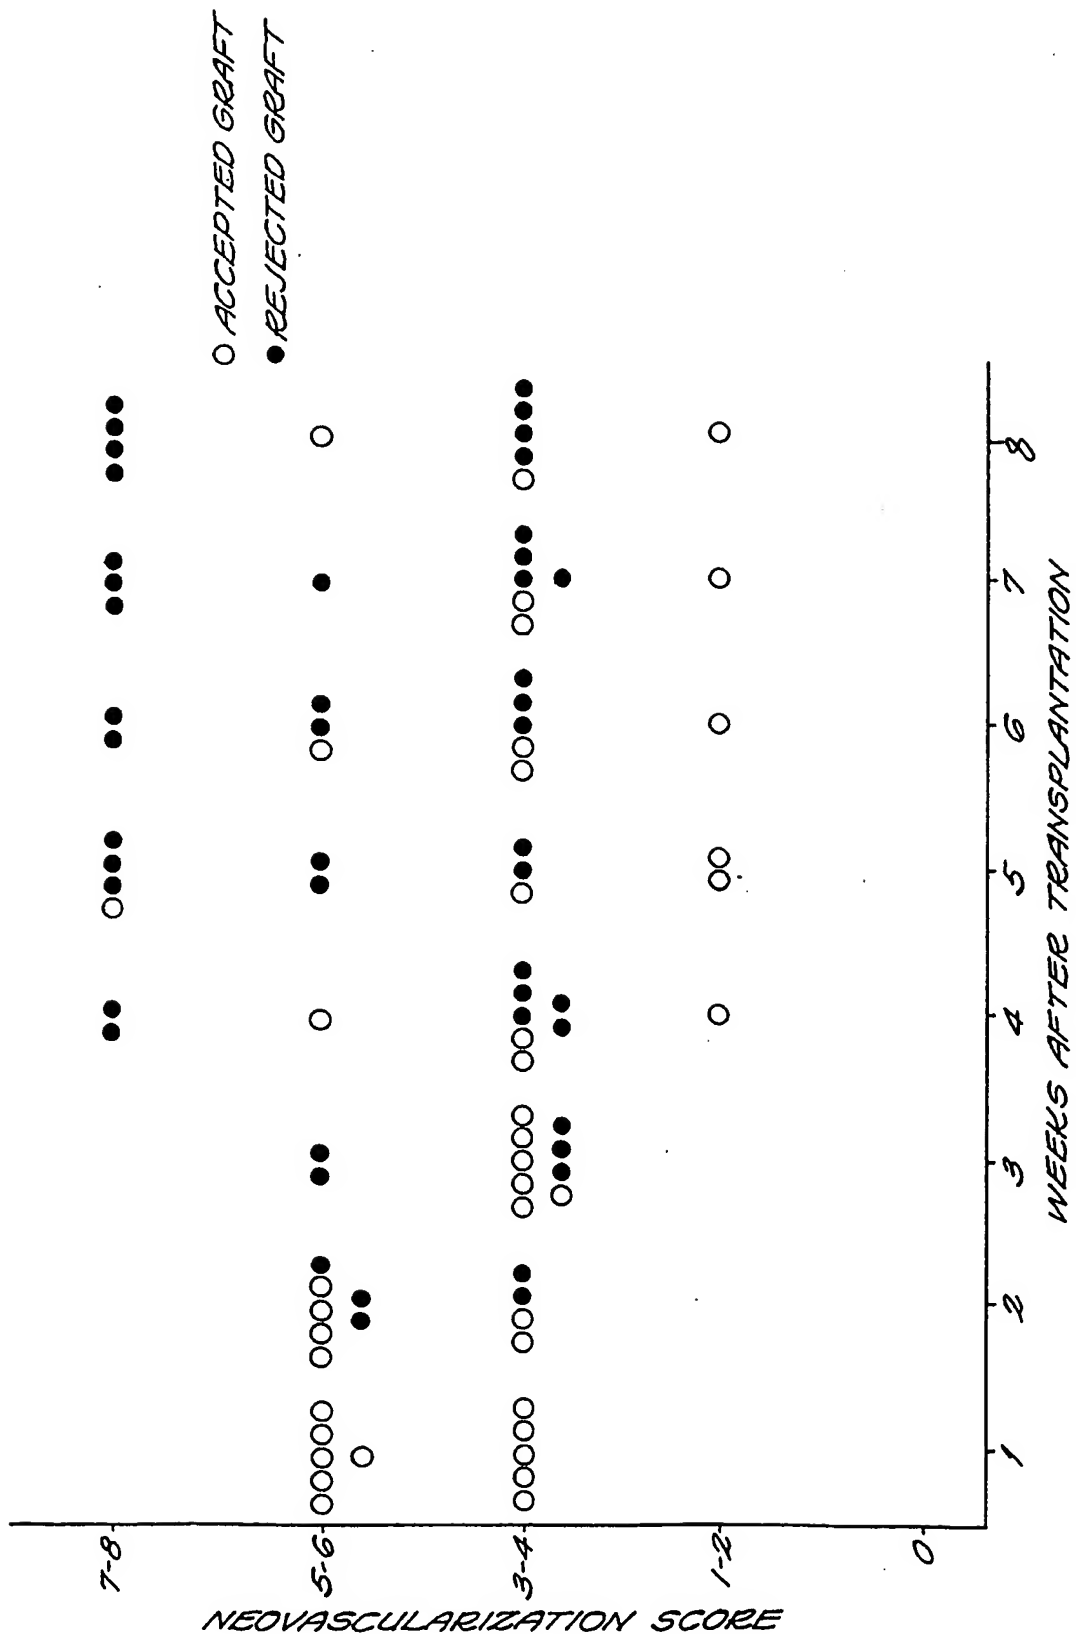 ○ ACCEPTED GRAFT
● REJECTED GRAFT
NEOVASCULARIZATION SCORE
7-8
5-6
3-4
1-2
0
1 2 3 4 5 6 7 8
WEEKS AFTER TRANSPLANTATION